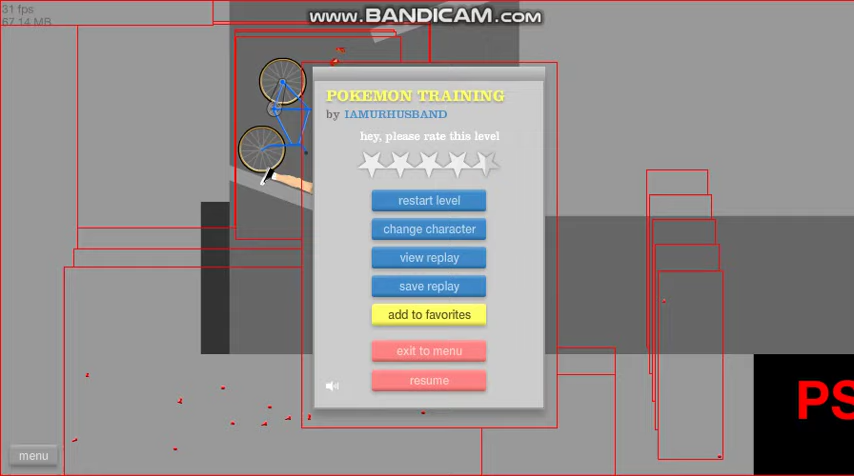 31 fps
67.14 MB
WWW.BANDICAM.COM
POKEMON TRAINING
by IAMURHUSBAND
hey, please rate this level
restart level
change character
view replay
save replay
add to favorites
exit to menu
resume
PS
menu